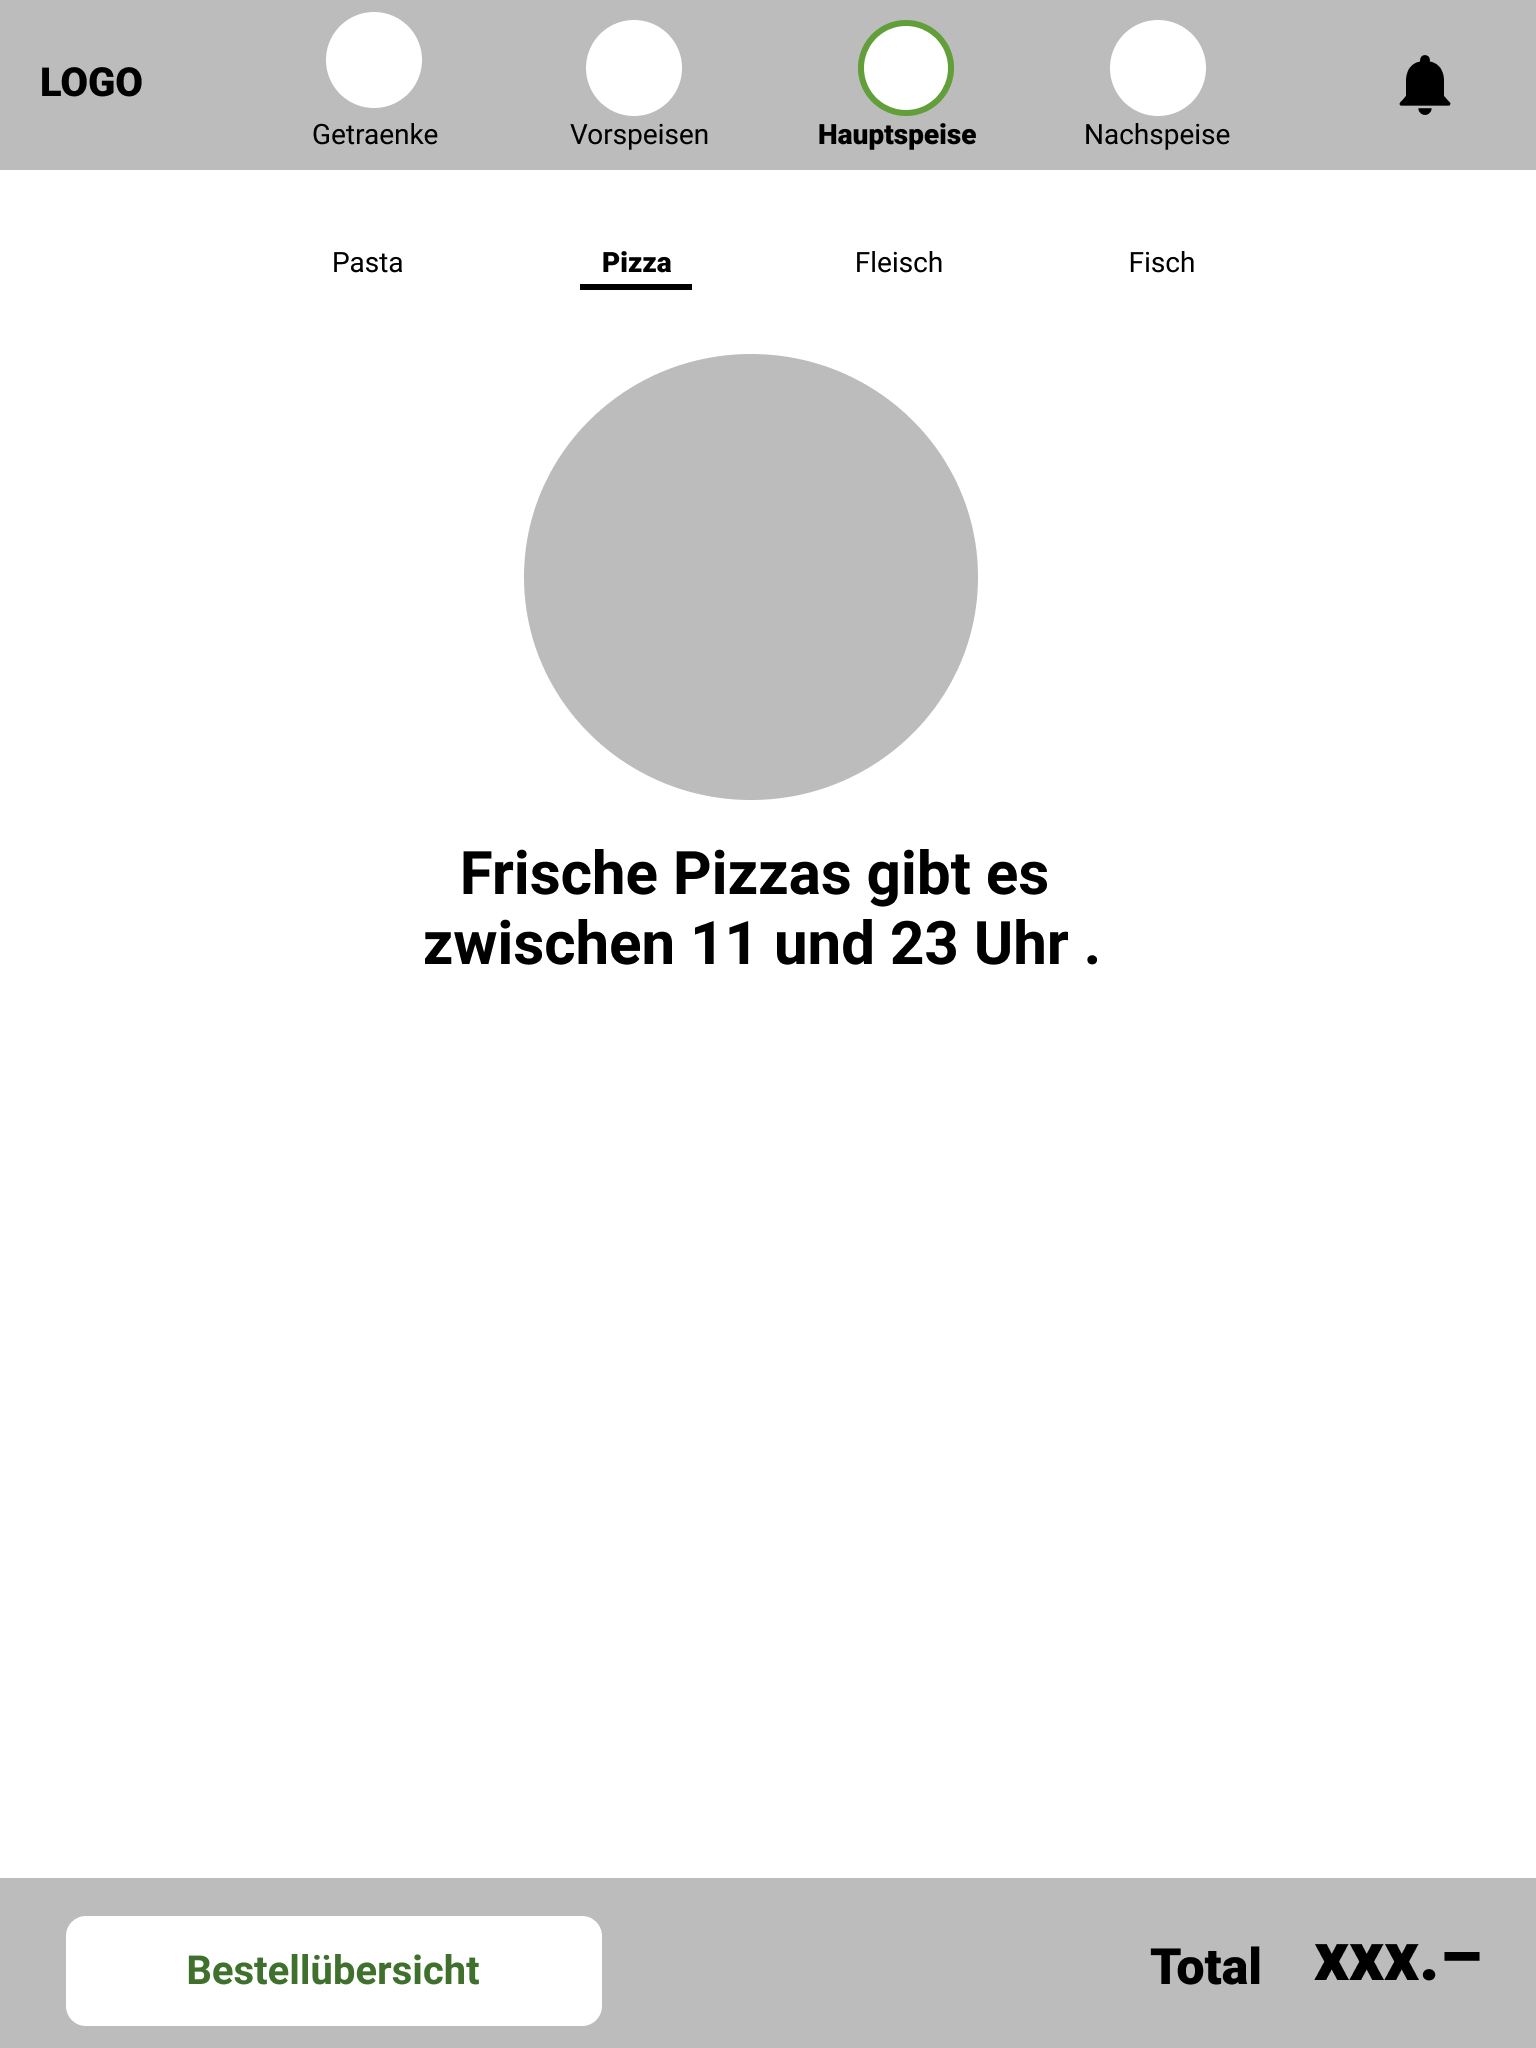 LOGO
Getraenke
Vorspeisen
Hauptspeise
Nachspeise
Pasta
Pizza
Fleisch
Fisch
Frische Pizzas gibt es
zwischen 11 und 23 Uhr .
Bestellübersicht
Total
xxx.–